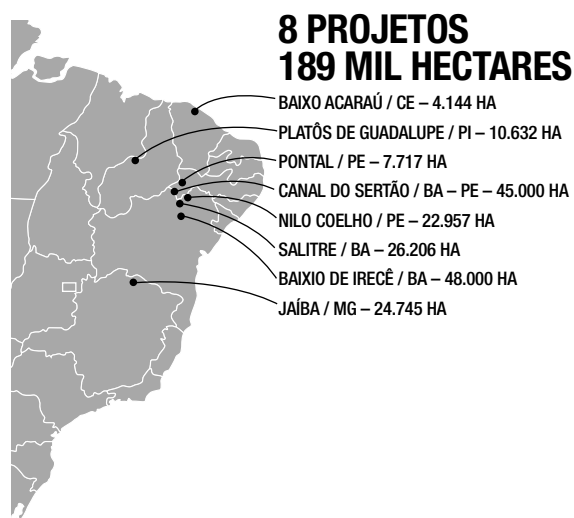 8 PROJETOS
189 MIL HECTARES
BAIXO ACARAÚ / CE – 4.144 HA
PLATÔS DE GUADALUPE / PI – 10.632 HA
PONTAL / PE – 7.717 HA
CANAL DO SERTÃO / BA – PE – 45.000 HA
NILO COELHO / PE – 22.957 HA
SALITRE / BA – 26.206 HA
BAIXIO DE IRECÊ / BA – 48.000 HA
JAÍBA / MG – 24.745 HA